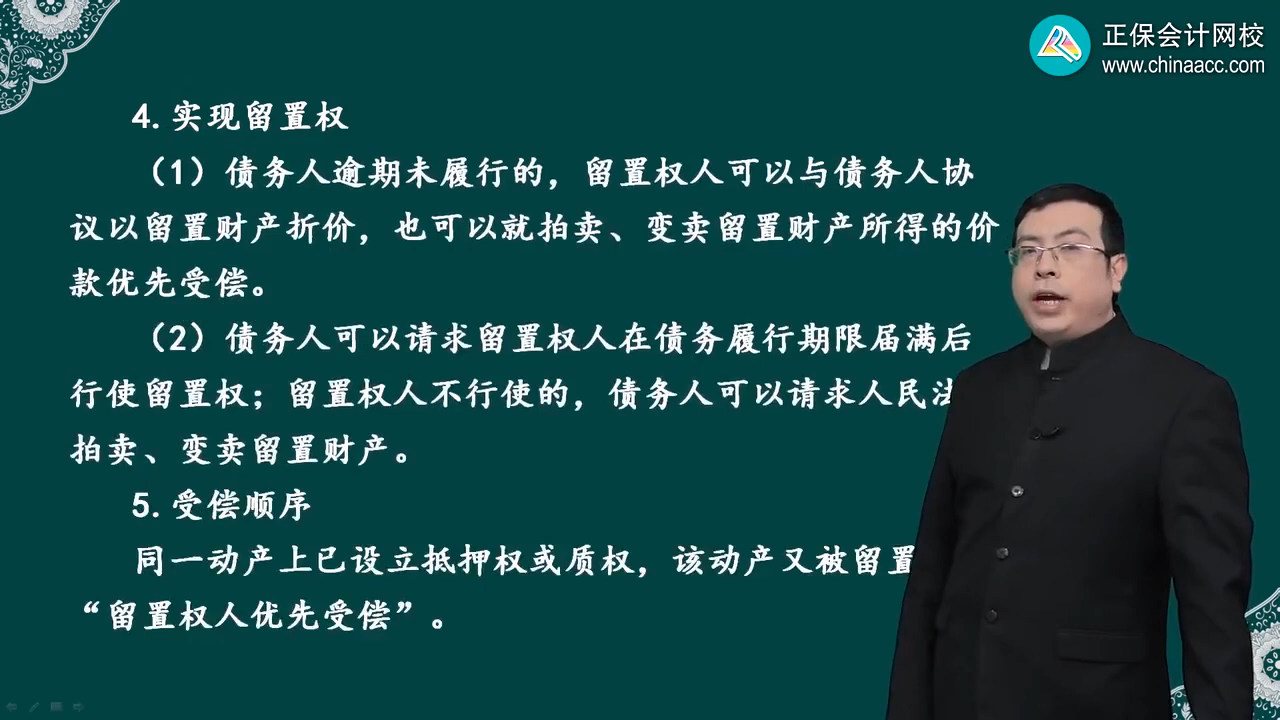 正保会计网校
www.chinaacc.com
4.实现留置权
（1）债务人逾期未履行的，留置权人可以与债务人协
议以留置财产折价，也可以就拍卖、变卖留置财产所得的价
款优先受偿。
（2）债务人可以请求留置权人在债务履行期限届满后
行使留置权；留置权人不行使的，债务人可以请求人民法
拍卖、变卖留置财产。
5.受偿顺序
同一动产上已设立抵押权或质权，该动产又被留置
“留置权人优先受偿”。